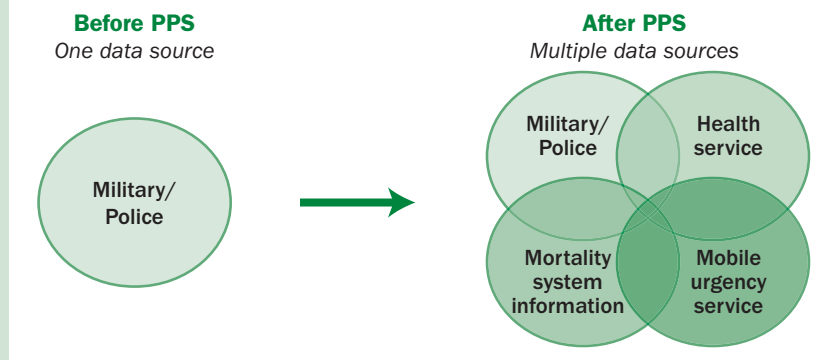 Before PPS
One data source
Military/
Police
After PPS
Multiple data sources
Military/
Police
Health
service
Mortality
system
information
Mobile
urgency
service